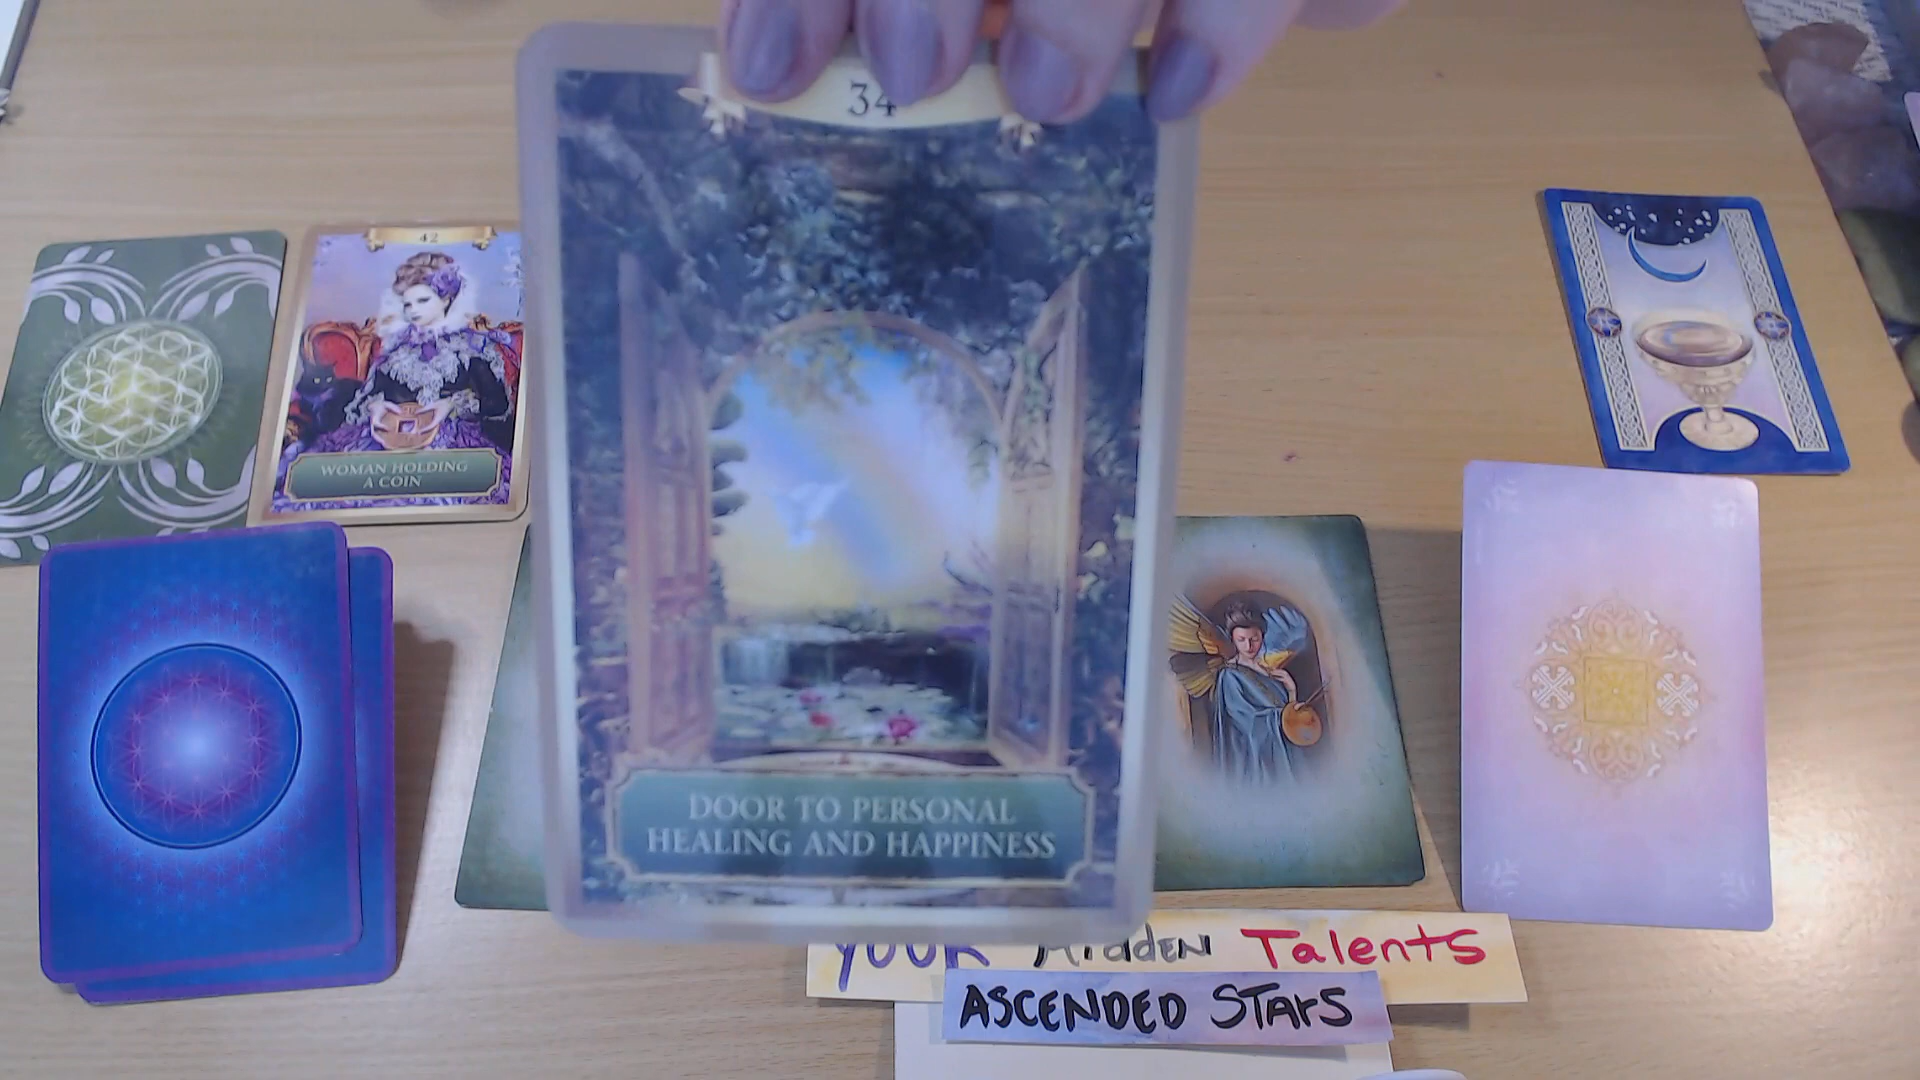 34
42
WOMAN HOLDING
A COIN
DOOR TO PERSONAL
HEALING AND HAPPINESS
YOUR HiddEN Talents
ASCENDED STArS